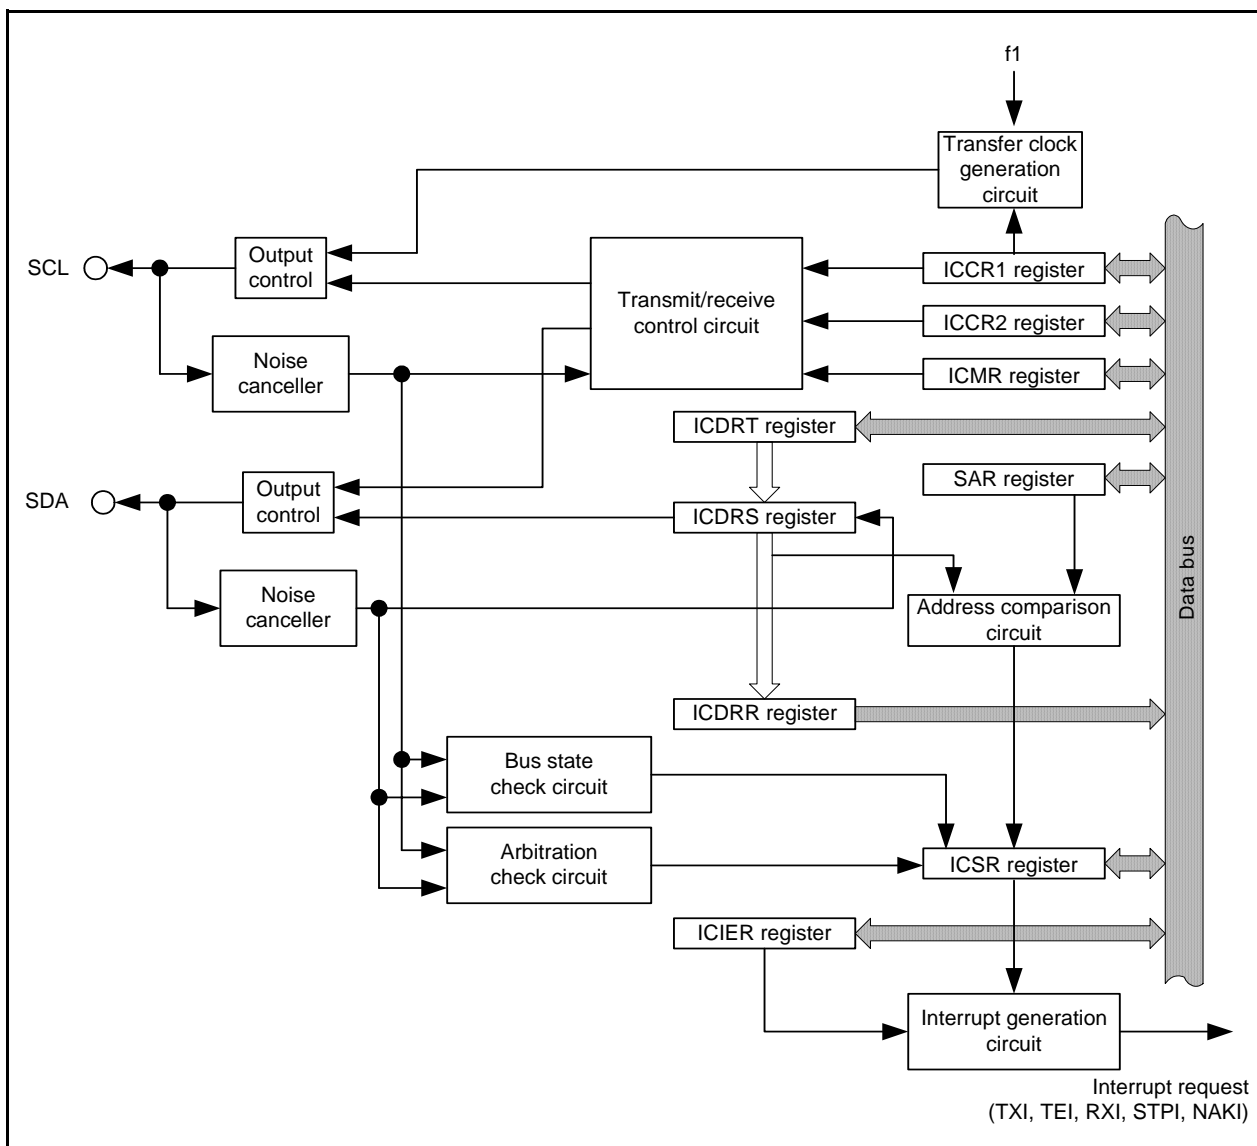 f1
Transfer clock
generation
circuit
SCL
Output
control
Transmit/receive
control circuit
ICCR1 register
ICCR2 register
ICMR register
Noise
canceller
ICDRT register
SAR register
SDA
Output
control
ICDRS register
Data bus
Noise
canceller
Address comparison
circuit
ICDRR register
Bus state
check circuit
Arbitration
check circuit
ICSR register
ICIER register
Interrupt generation
circuit
Interrupt request
(TXI, TEI, RXI, STPI, NAKI)